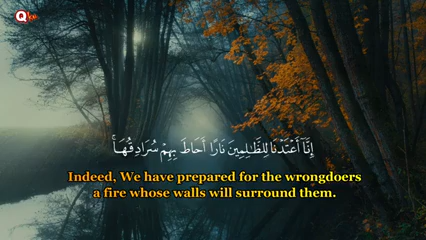 إِنَّآ أَعْتَدْنَا لِلظَّٰلِمِينَ نَارًا أَحَاطَ بِهِمْ سُرَادِقُهَا ۚ
Indeed, We have prepared for the wrongdoers
a fire whose walls will surround them.